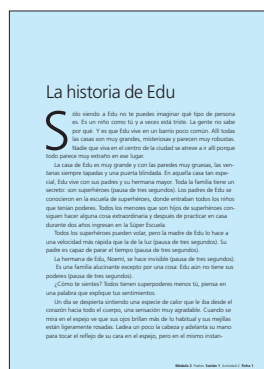 La historia de Edu
Sólo viendo a Edu no te puedes imaginar qué tipo de persona
es. Es un niño como tú y a veces está triste. La gente no sabe
por qué. Y es que Edu vive en un barrio poco común. Allí todas
las casas son muy grandes, misteriosas y parecen muy robustas.
Nadie que viva en el centro de la ciudad se atreve a ir allí porque
todo parece muy extraño en ese lugar.
La casa de Edu es muy grande y con las paredes muy gruesas, las ven-
tanas siempre tapadas y una puerta blindada. En aquella casa tan espe-
cial, Edu vive con sus padres y su hermana mayor. Toda la familia tiene un
secreto: son superhéroes (pausa de tres segundos). Los padres de Edu se
conocieron en la escuela de superhéroes, donde entraban todos los niños
que tenían poderes. Todos los menores que son hijos de superhéroes con-
siguen hacer alguna cosa extraordinaria y después de practicar en casa
durante dos años ingresan en la Súper Escuela.
Todos los superhéroes pueden volar, pero la madre de Edu lo hace a
una velocidad más rápida que la de la luz (pausa de tres segundos). Su
padre es capaz de parar el tiempo (pausa de tres segundos).
La hermana de Edu, Noemí, se hace invisible (pausa de tres segundos).
Es una familia alucinante excepto por una cosa: Edu aún no tiene sus
poderes (pausa de tres segundos).
¿Cómo te sientes? Todos tienen superpoderes menos tú, piensa en
una palabra que explique tus sentimientos.
Un día se despierta sintiendo una especie de calor que le iba desde el
corazón hacia todo el cuerpo, una sensación muy agradable. Cuando se
mira en el espejo ve que sus ojos brillan más de lo habitual y sus mejillas
están ligeramente rosadas. Ladea un poco la cabeza y adelanta su mano
para tocar el reflejo de su cara en el espejo, pero en el mismo instan-
Módulo 2 Padres Sesión 9 Actividad 2 Ficha 1